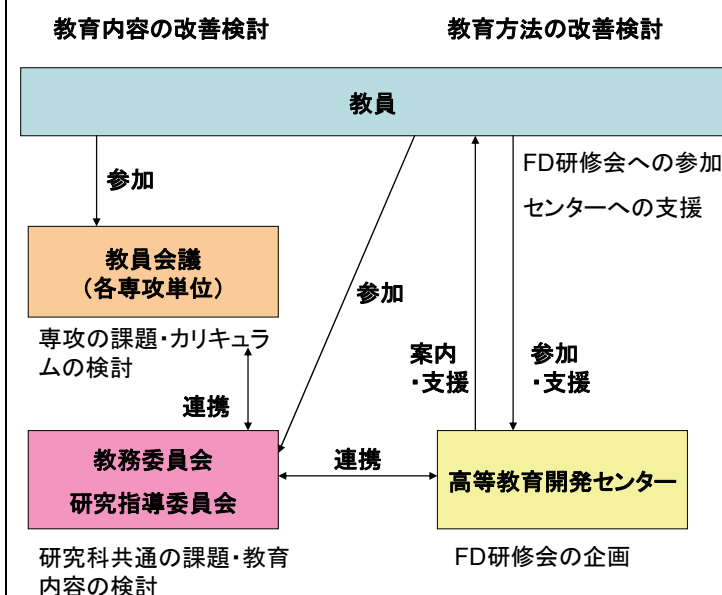 教育内容の改善検討
教育方法の改善検討
教員
参加
FD研修会への参加
センターへの支援
教員会議
(各専攻単位)
参加
専攻の課題・カリキュラ
ムの検討
案内
・支援
参加
・支援
連携
教務委員会
研究指導委員会
連携
高等教育開発センター
研究科共通の課題・教育
内容の検討
FD研修会の企画